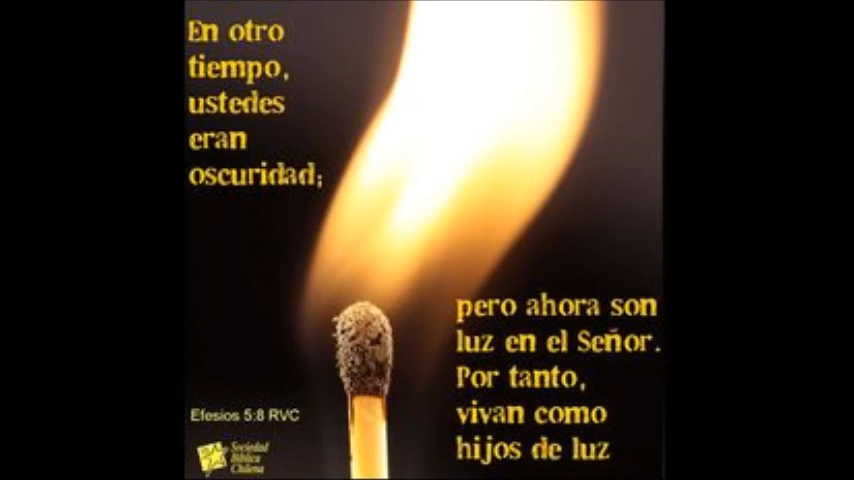 En otro
tiempo,
ustedes
eran
oscuridad;
pero ahora son
luz en el Señor.
Por tanto,
vivan como
hijos de luz
Efesios 5:8 RVC
Sociedad
Bíblica
Chilena